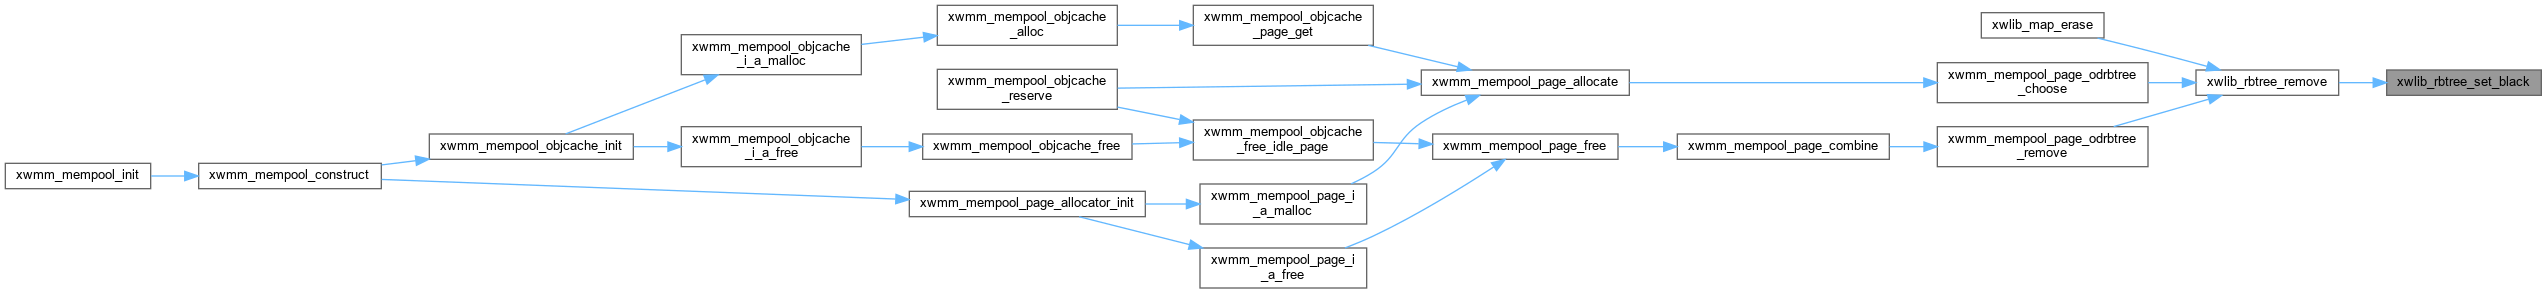 xwmm_mempool_init
xwmm_mempool_construct
xwmm_mempool_objcache_init
xwmm_mempool_objcache
_i_a_malloc
xwmm_mempool_objcache
_i_a_free
xwmm_mempool_page_allocator_init
xwmm_mempool_objcache
_alloc
xwmm_mempool_objcache
_reserve
xwmm_mempool_objcache_free
xwmm_mempool_objcache
_page_get
xwmm_mempool_objcache
_free_idle_page
xwmm_mempool_page_i
_a_malloc
xwmm_mempool_page_i
_a_free
xwmm_mempool_page_allocate
xwmm_mempool_page_free
xwmm_mempool_page_combine
xwlib_map_erase
xwmm_mempool_page_odrbtree
_choose
xwmm_mempool_page_odrbtree
_remove
xwlib_rbtree_remove
xwlib_rbtree_set_black